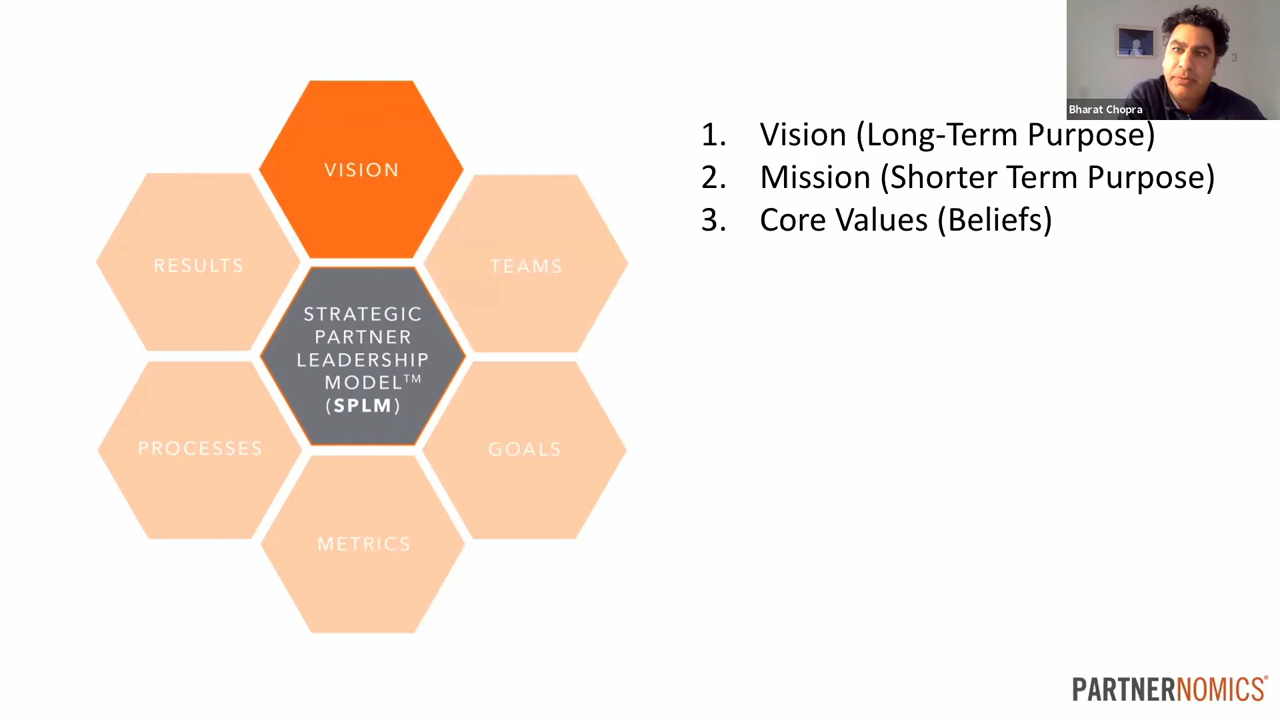 Bharat Chopra
VISION
RESULTS
TEAMS
STRATEGIC
PARTNER
LEADERSHIP
MODEL™
(SPLM)
PROCESSES
GOALS
METRICS
1. Vision (Long-Term Purpose)
2. Mission (Shorter Term Purpose)
3. Core Values (Beliefs)
PARTNERNOMICS®